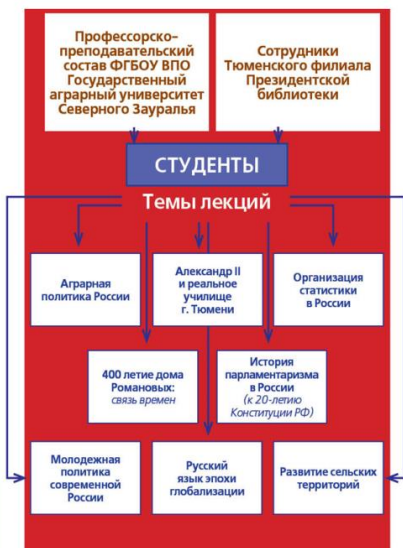 Профессорско–
преподавательский
состав ФГБОУ ВПО
Государственный
аграрный университет
Северного Зауралья
Сотрудники
Тюменского филиала
Президентской
библиотеки
СТУДЕНТЫ
Темы лекций
Аграрная
политика России
Александр II
и реальное
училище
г. Тюмени
Организация
статистики
в России
400 летие дома
Романовых:
связь времен
История
парламентаризма
в России
(к 20-летию
Конституции РФ)
Молодежная
политика
современной
России
Русский
язык эпохи
глобализации
Развитие сельских
территорий